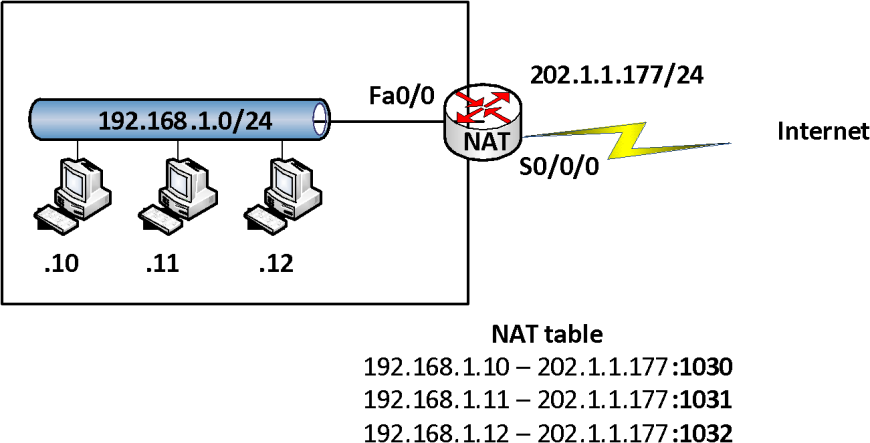 202.1.1.177/24
Fa0/0
192.168.1.0/24
NAT
Internet
S0/0/0
.10
.11
.12
NAT table
192.168.1.10 – 202.1.1.177:1030
192.168.1.11 – 202.1.1.177:1031
192.168.1.12 – 202.1.1.177:1032